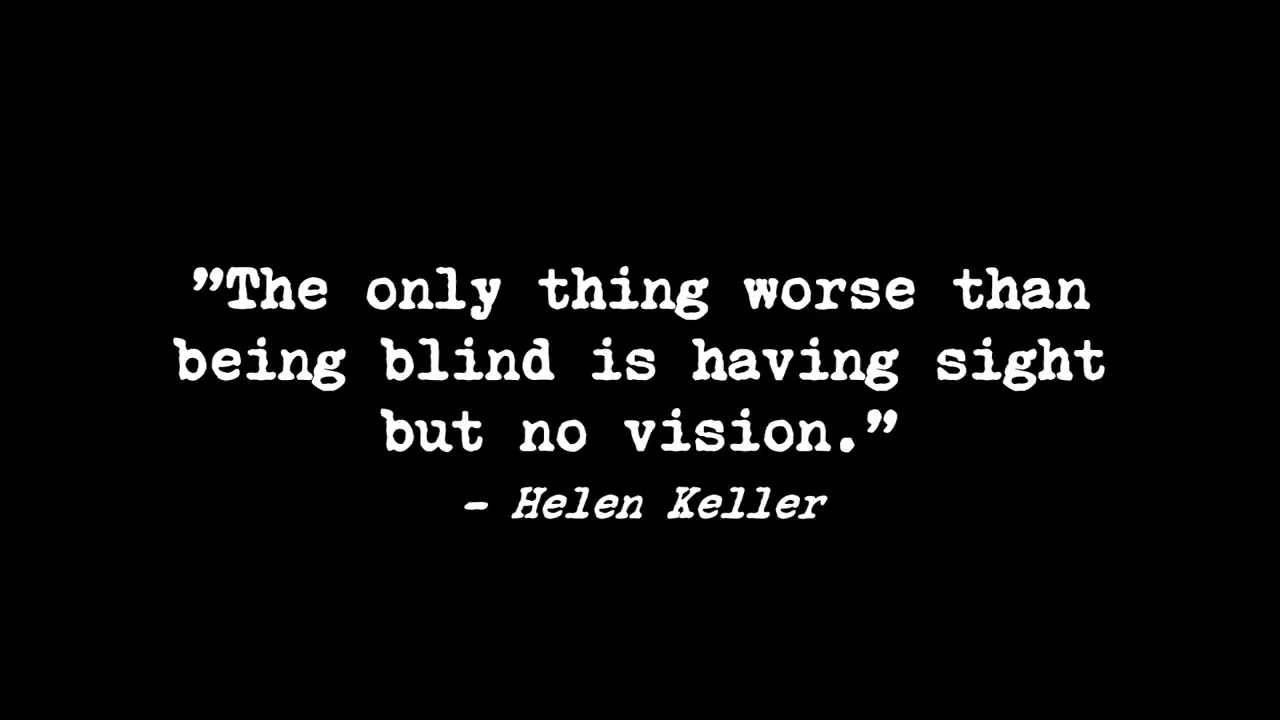 ”The only thing worse than
being blind is having sight
but no vision.”
- Helen Keller